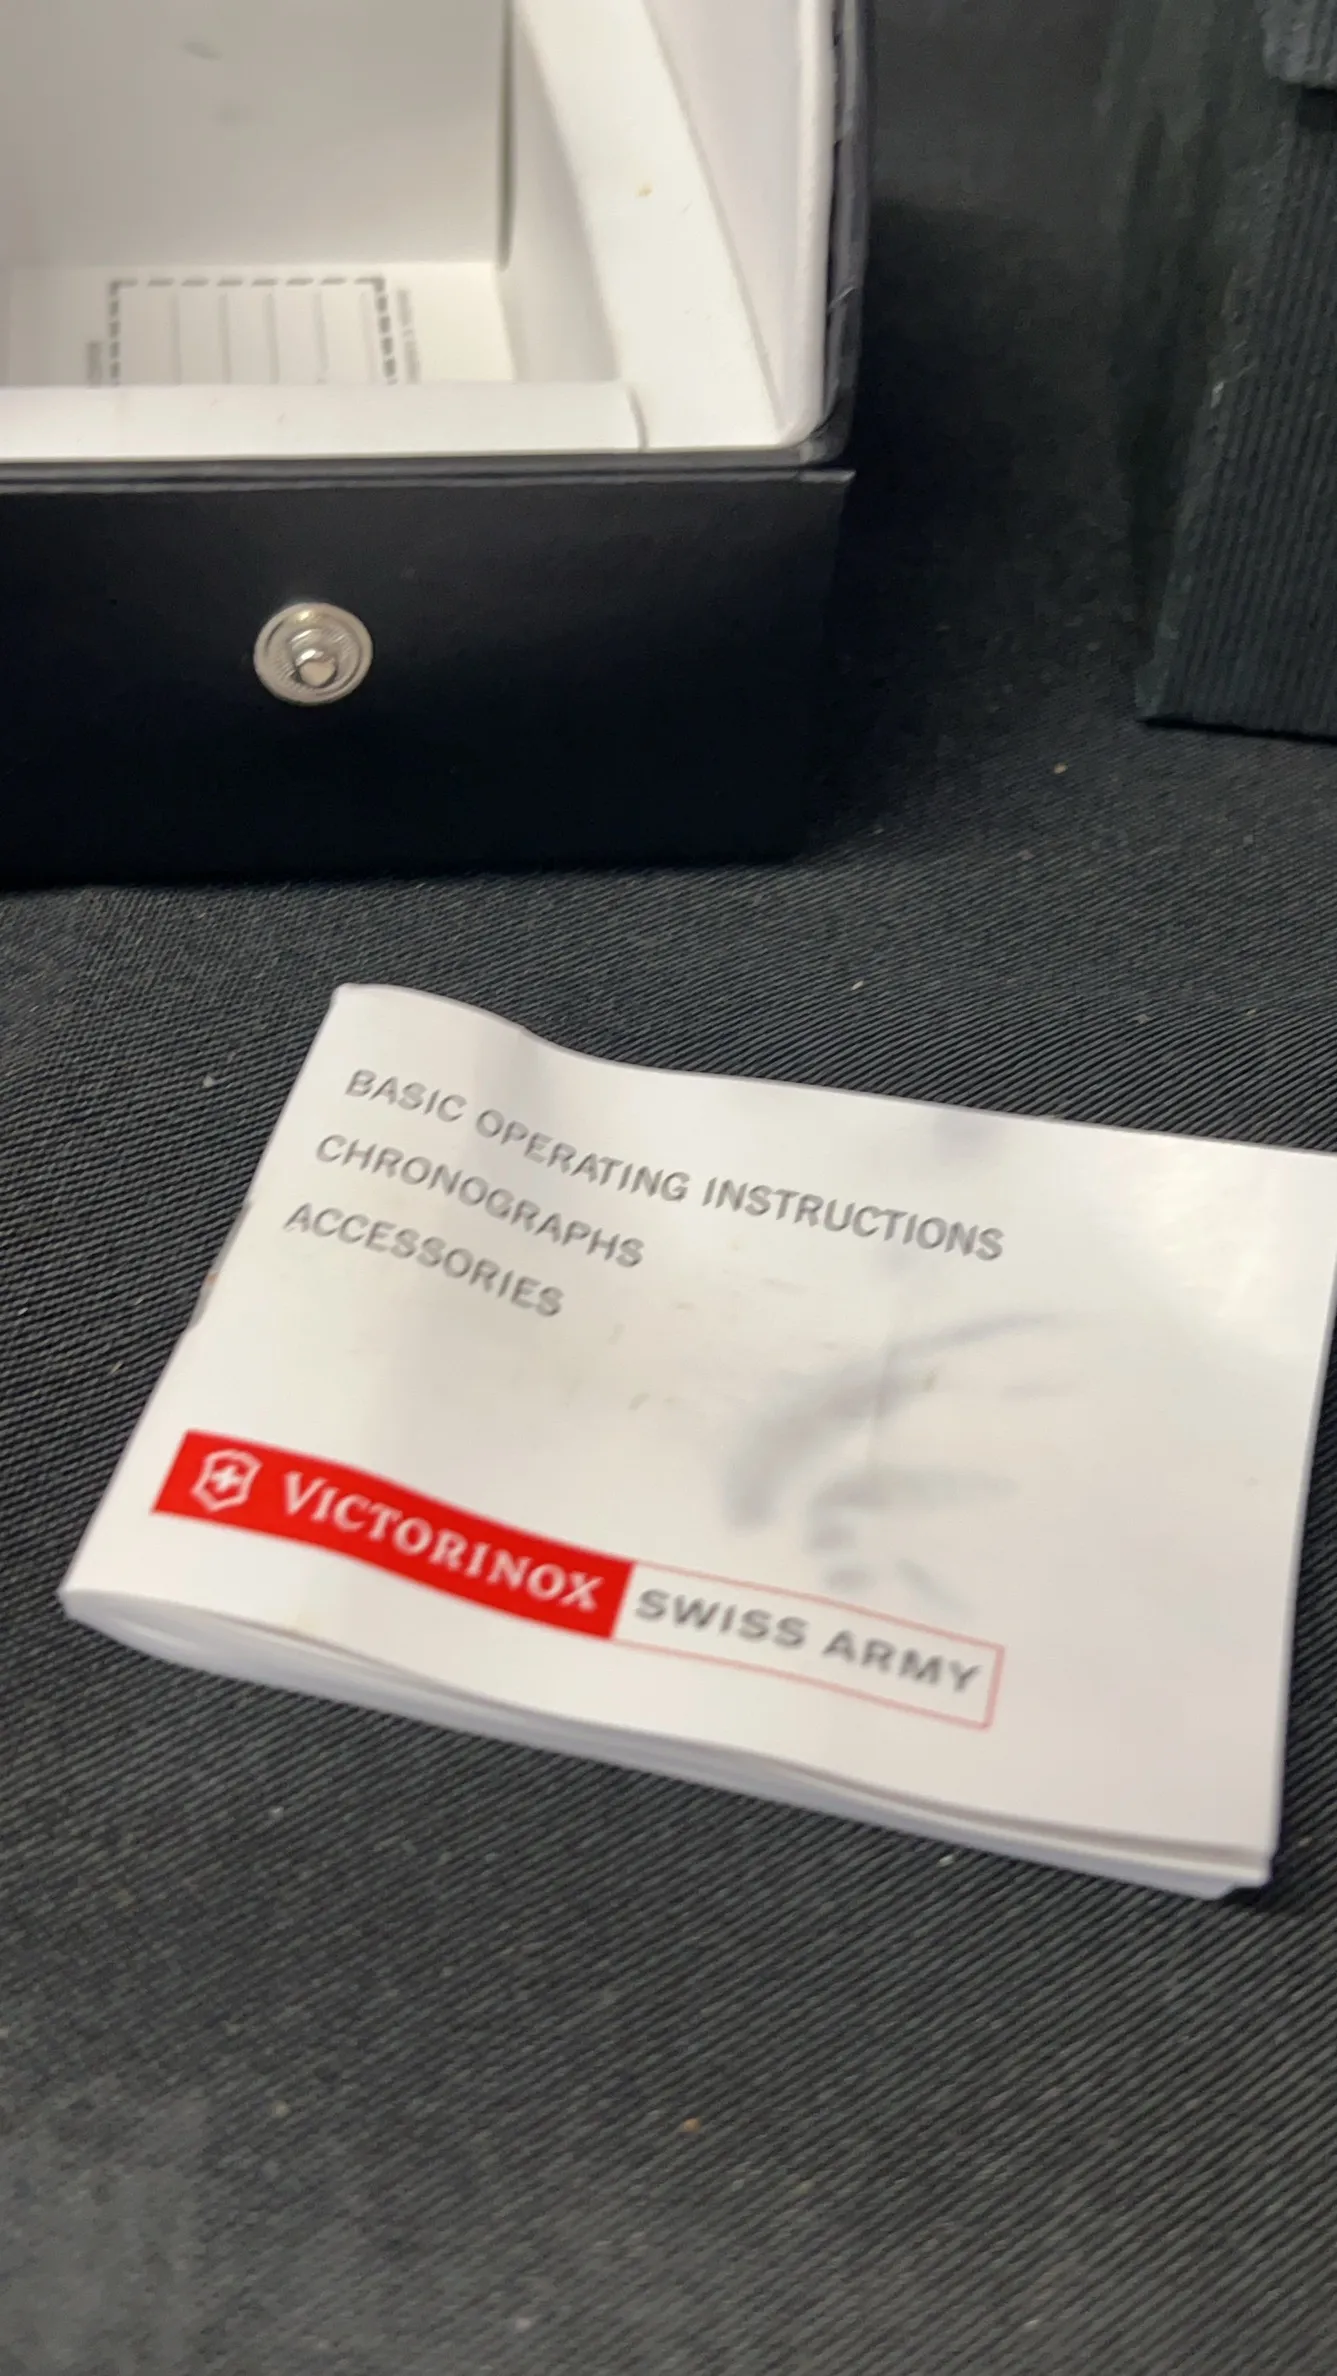 BASIC OPERATING INSTRUCTIONS
CHRONOGRAPHS
ACCESSORIES
VICTORINOX SWISS ARMY